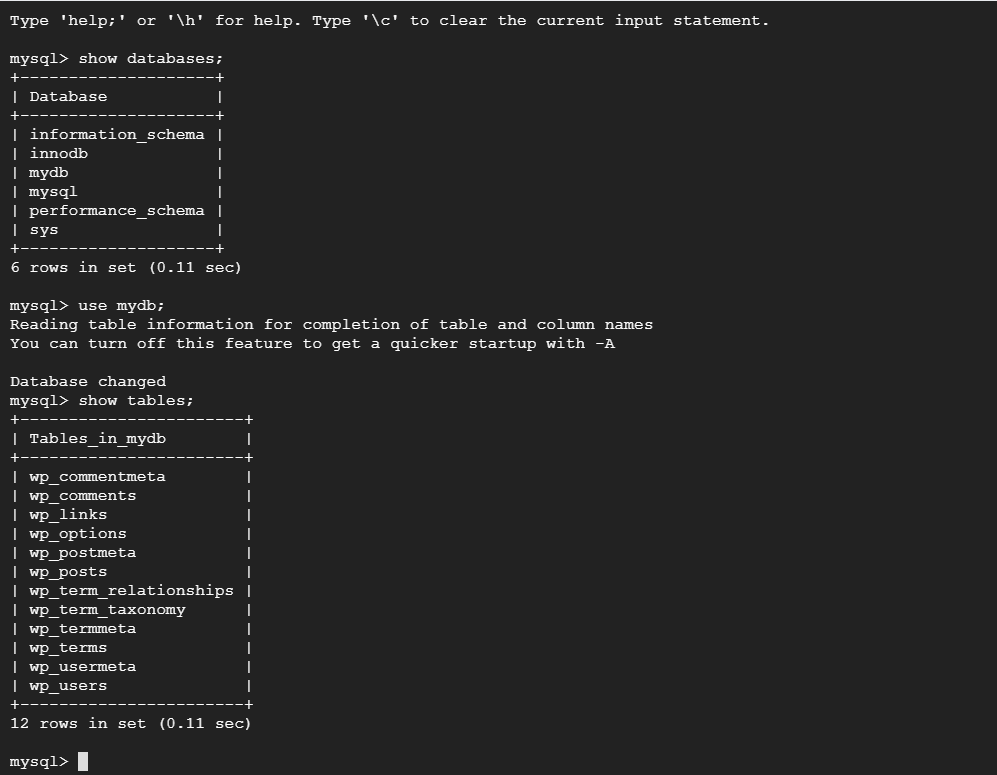 Type 'help;' or '\h' for help. Type '\c' to clear the current input statement.
mysql> show databases;
+--------------------+
| Database           |
+--------------------+
| information_schema |
| innodb             |
| mydb               |
| mysql              |
| performance_schema |
| sys                |
+--------------------+
6 rows in set (0.11 sec)
mysql> use mydb;
Reading table information for completion of table and column names
You can turn off this feature to get a quicker startup with -A
Database changed
mysql> show tables;
+-----------------------+
| Tables_in_mydb        |
+-----------------------+
| wp_commentmeta        |
| wp_comments           |
| wp_links              |
| wp_options            |
| wp_postmeta           |
| wp_posts              |
| wp_term_relationships |
| wp_term_taxonomy      |
| wp_termmeta           |
| wp_terms              |
| wp_usermeta           |
| wp_users              |
+-----------------------+
12 rows in set (0.11 sec)
mysql>